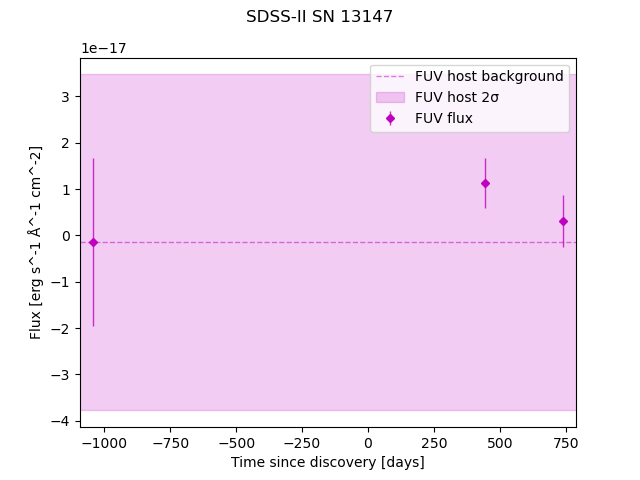 SDSS-II SN 13147
1e−17
FUV host background
FUV host 2σ
FUV flux
3
2
1
0
−1
−2
−3
−4
Flux [erg s^-1 Å^-1 cm^-2]
−1000 −750 −500 −250 0 250 500 750
Time since discovery [days]